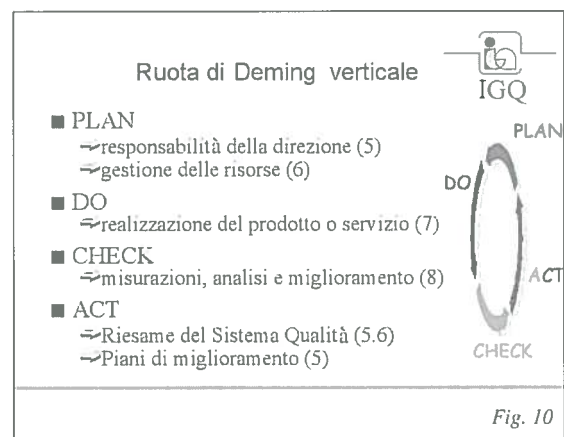 Ruota di Deming verticale
IGQ
PLAN
responsabilità della direzione (5)
gestione delle risorse (6)
DO
realizzazione del prodotto o servizio (7)
CHECK
misurazioni, analisi e miglioramento (8)
ACT
Riesame del Sistema Qualità (5.6)
Piani di miglioramento (5)
PLAN
DO
ACT
CHECK
Fig. 10